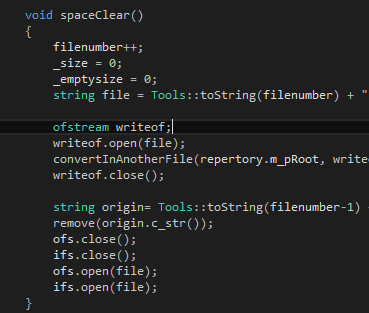 void spaceClear()
{
filenumber++;
_size = 0;
_emptysize = 0;
string file = Tools::toString(filenumber) + "
ofstream writeof;
writeof.open(file);
convertInAnotherFile(repertory.m_pRoot, write
writeof.close();
string origin= Tools::toString(filenumber-1)
remove(origin.c_str());
ofs.close();
ifs.close();
ofs.open(file);
ifs.open(file);
}